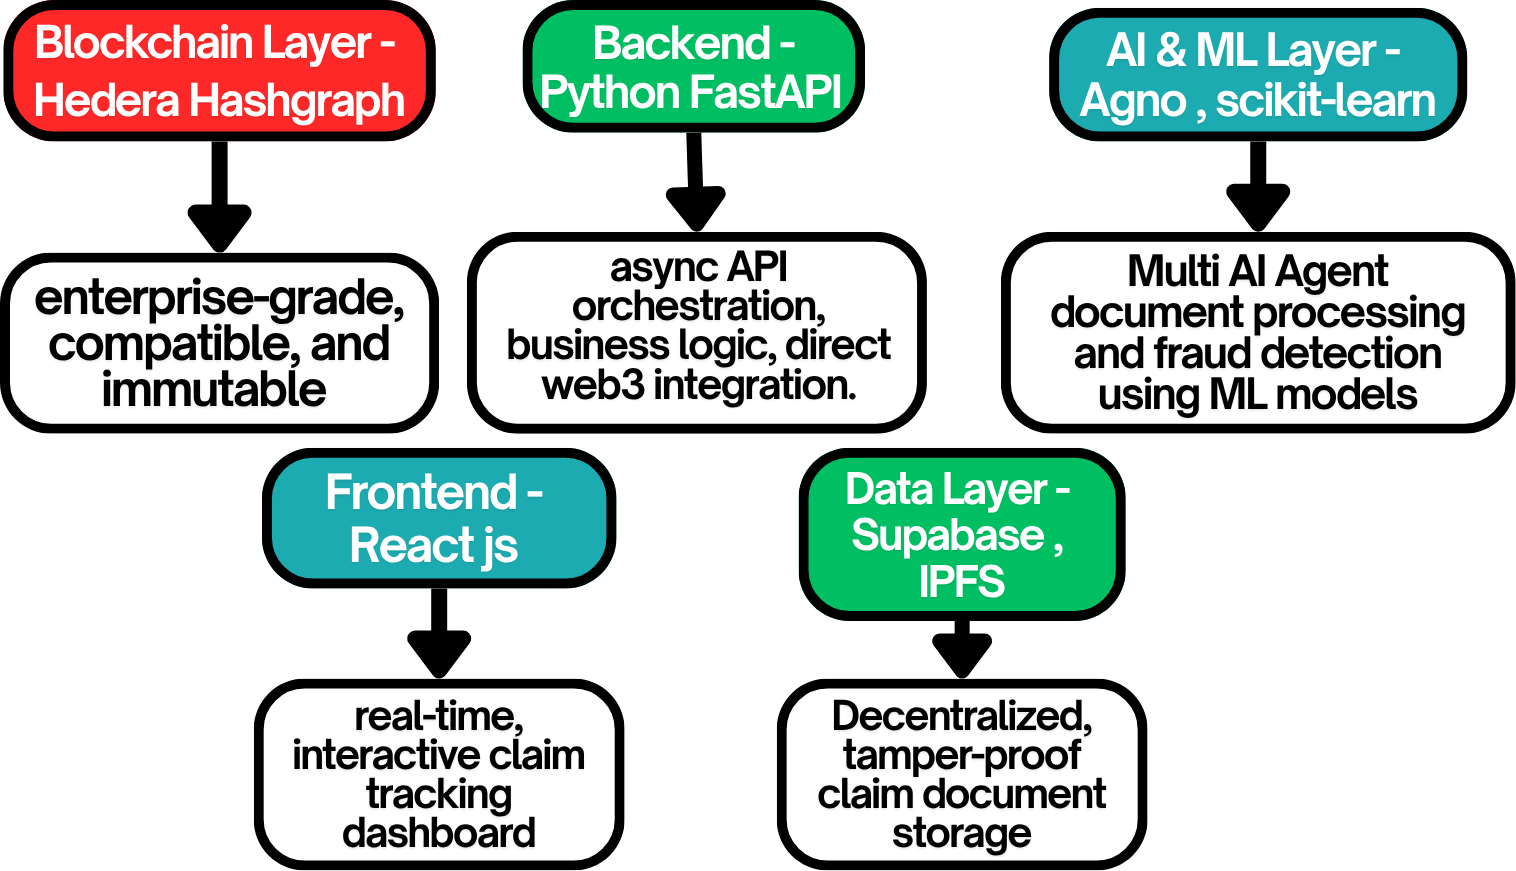 Blockchain Layer -
Hedera Hashgraph
enterprise-grade,
compatible, and
immutable
Backend -
Python FastAPI
async API
orchestration,
business logic, direct
web3 integration.
AI & ML Layer -
Agno , scikit-learn
Multi AI Agent
document processing
and fraud detection
using ML models
Frontend -
React js
real-time,
interactive claim
tracking
dashboard
Data Layer -
Supabase ,
IPFS
Decentralized,
tamper-proof
claim document
storage